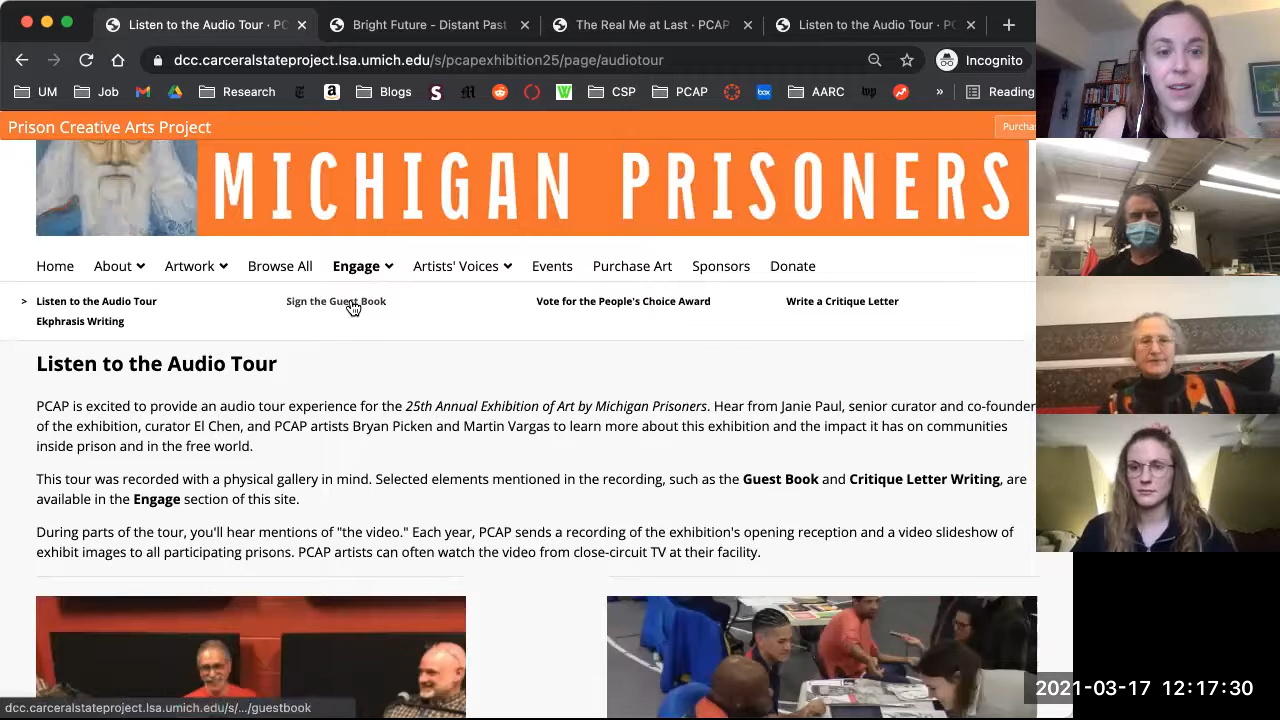 Listen to the Audio Tour · PC
Bright Future - Distant Past
The Real Me at Last · PCAP
Listen to the Audio Tour · PC
dcc.carceralstateproject.lsa.umich.edu/s/pcapexhibition25/page/audiotour
Incognito
UM Job Research Blogs CSP PCAP box AARC wp » Reading
Prison Creative Arts Project
Purchas
MICHIGAN PRISONERS
Home About Artwork Browse All Engage Artists' Voices Events Purchase Art Sponsors Donate
> Listen to the Audio Tour Sign the Guest Book Vote for the People's Choice Award Write a Critique Letter
Ekphrasis Writing
Listen to the Audio Tour
PCAP is excited to provide an audio tour experience for the 25th Annual Exhibition of Art by Michigan Prisoners. Hear from Janie Paul, senior curator and co-founder
of the exhibition, curator El Chen, and PCAP artists Bryan Picken and Martin Vargas to learn more about this exhibition and the impact it has on communities
inside prison and in the free world.
This tour was recorded with a physical gallery in mind. Selected elements mentioned in the recording, such as the Guest Book and Critique Letter Writing, are
available in the Engage section of this site.
During parts of the tour, you'll hear mentions of "the video." Each year, PCAP sends a recording of the exhibition's opening reception and a video slideshow of
exhibit images to all participating prisons. PCAP artists can often watch the video from close-circuit TV at their facility.
dcc.carceralstateproject.lsa.umich.edu/s/.../guestbook
2021-03-17 12:17:30